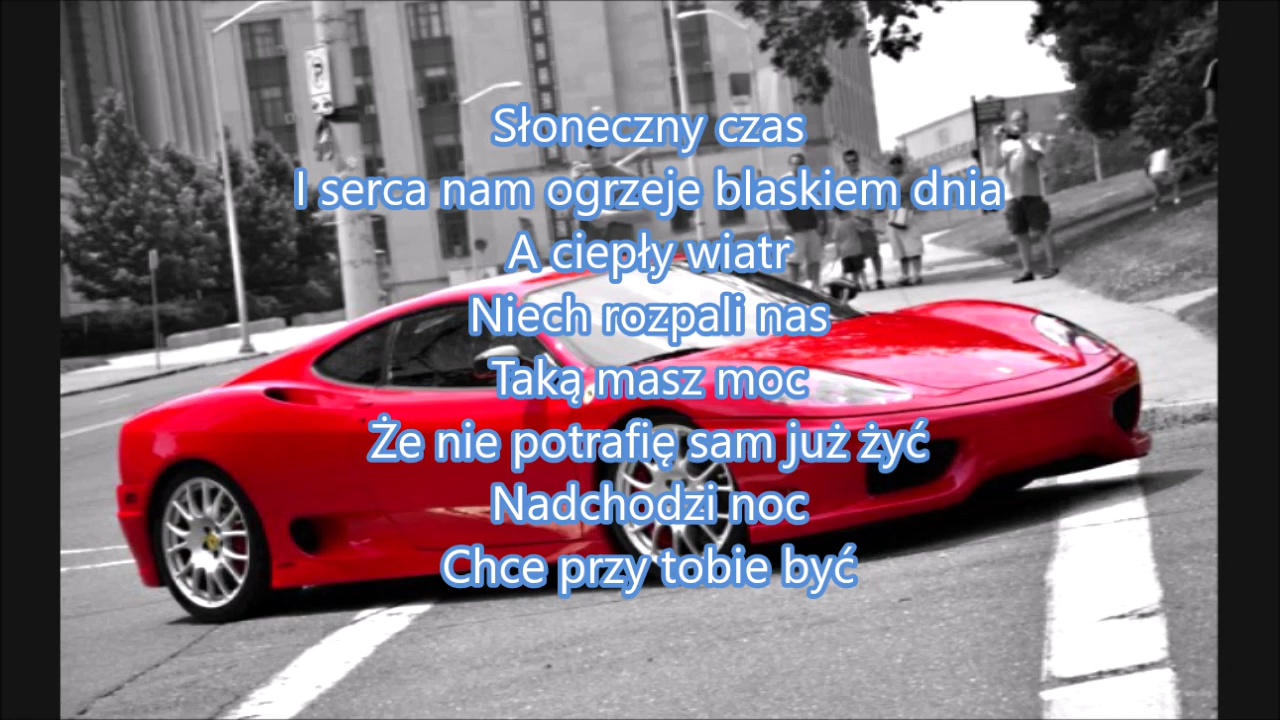 Słoneczny czas
I serca nam ogrzeje blaskiem dnia
A ciepły wiatr
Niech rozpali nas
Taką masz moc
Że nie potrafię sam już żyć
Nadchodzi noc
Chce przy tobie być